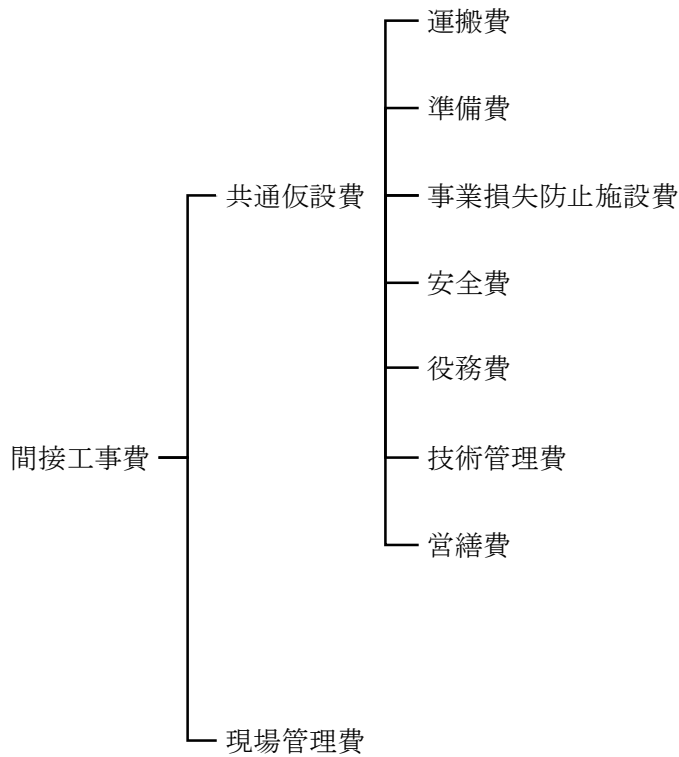 運搬費
準備費
共通仮設費
事業損失防止施設費
安全費
役務費
間接工事費
技術管理費
営繕費
現場管理費